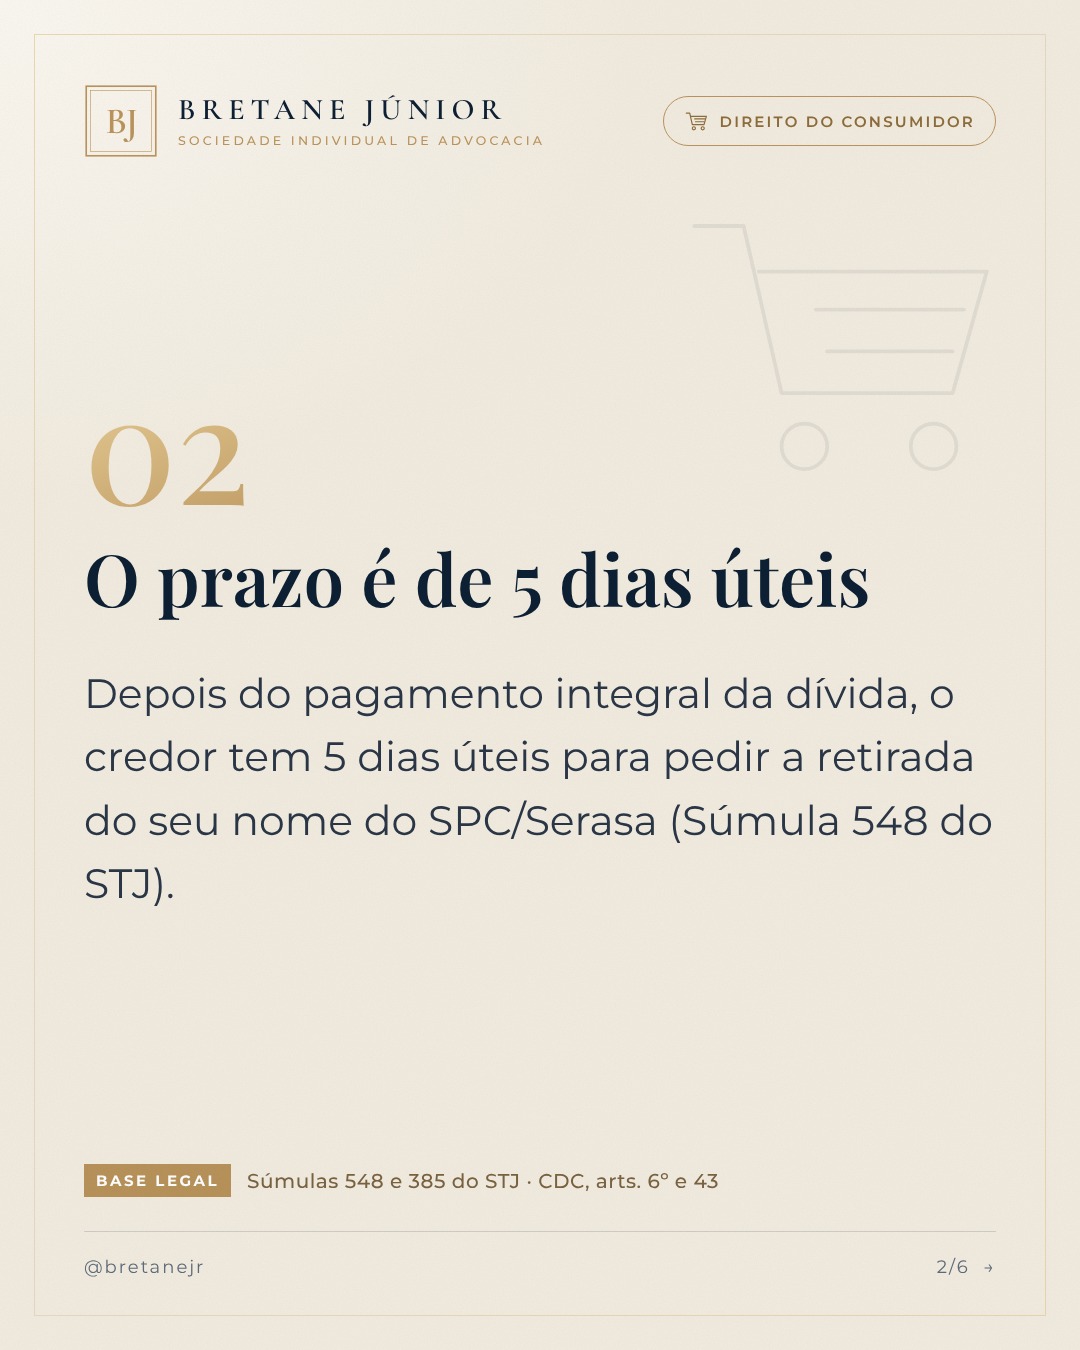 BJ
BRETANE JÚNIOR
SOCIEDADE INDIVIDUAL DE ADVOCACIA
DIREITO DO CONSUMIDOR
02
O prazo é de 5 dias úteis
Depois do pagamento integral da dívida, o
credor tem 5 dias úteis para pedir a retirada
do seu nome do SPC/Serasa (Súmula 548 do
STJ).
BASE LEGAL Súmulas 548 e 385 do STJ · CDC, arts. 6º e 43
@bretanejr
2/6 →